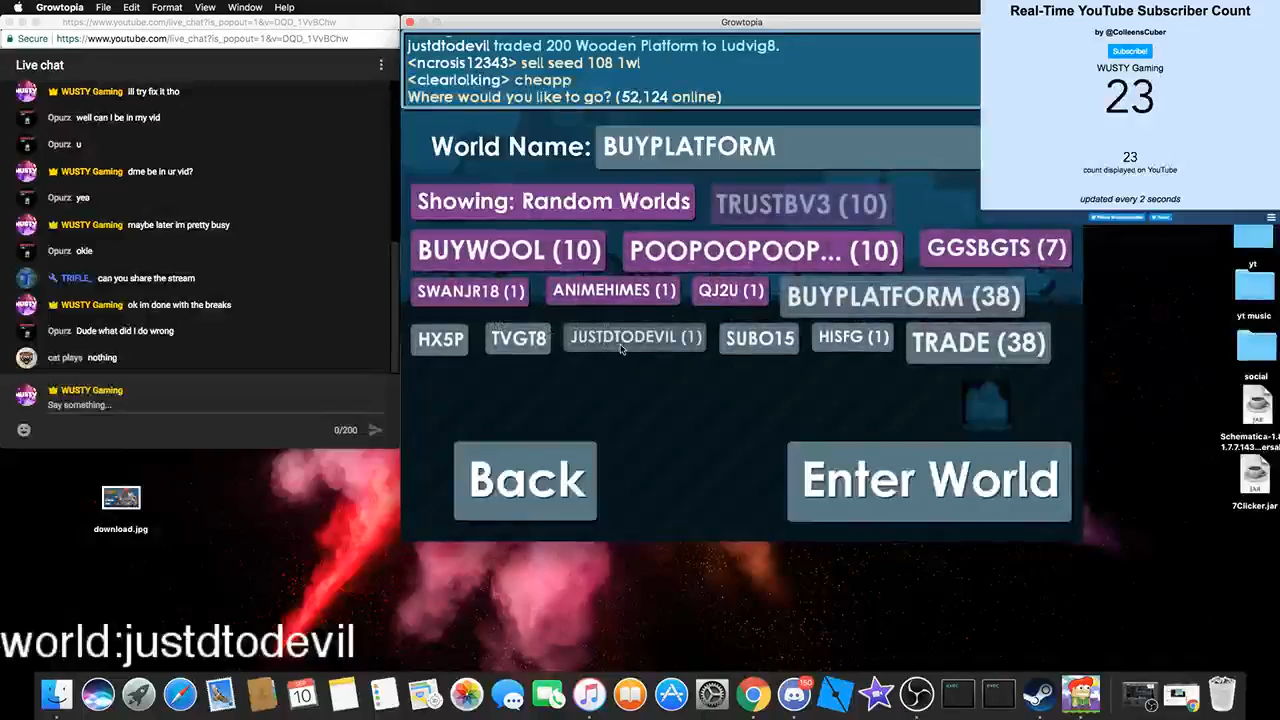 Growtopia File Edit Format View Window Help
https://www.youtube.com/live_chat?is_popout=1&v=DQD_1VvBChw
Secure https://www.youtube.com/live_chat?is_popout=1&v=DQD_1VvBChw
Live chat
WUSTY Gaming ill try fix it tho
Opurz well can I be in my vid
Opurz u
WUSTY Gaming dme be in ur vid?
Opurz yea
WUSTY Gaming maybe later im pretty busy
Opurz okie
TRIFLE_ can you share the stream
WUSTY Gaming ok im done with the breaks
Opurz Dude what did I do wrong
cat plays nothing
WUSTY Gaming
Say something...
0/200
Growtopia
justdtodevil traded 200 Wooden Platform to Ludvig8.
<ncrosis12343> sell seed 108 1wl
<clearlolking> cheapp
Where would you like to go? (52,124 online)
World Name: BUYPLATFORM
Showing: Random Worlds TRUSTBV3 (10)
BUYWOOL (10) POOPOOPOOP... (10) GGSBGTS (7)
SWANJR18 (1) ANIMEHIMES (1) QJ2U (1) BUYPLATFORM (38)
HX5P TVGT8 JUSTDTODEVIL (1) SUBO15 HISFG (1) TRADE (38)
Back Enter World
Real-Time YouTube Subscriber Count
by @ColleensCuber
Subscribe!
WUSTY Gaming
23
23
count displayed on YouTube
updated every 2 seconds
yt
yt music
social
JAR
Schematica-1.8
1.7.7.143...ersal
JAR
7Clicker.jar
download.jpg
world:justdtodevil
10
150